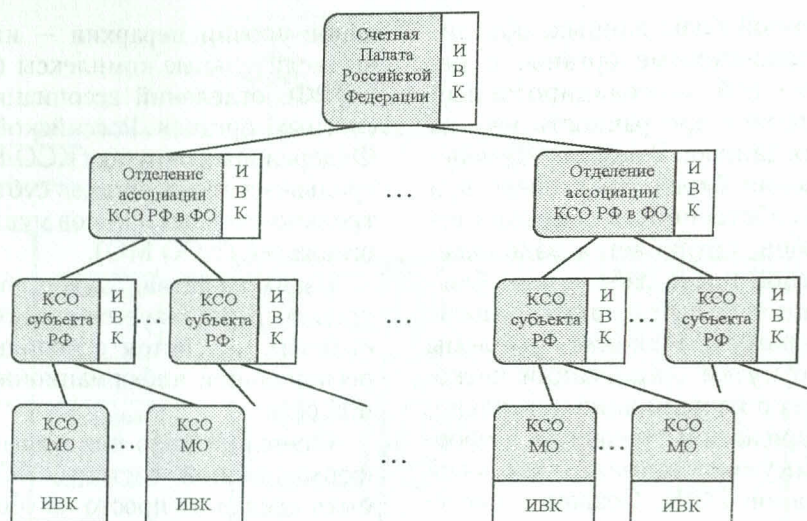 Счетная
Палата
Российской
Федерации
И
В
К
Отделение
ассоциации
КСО РФ в ФО
И
В
К
...
Отделение
ассоциации
КСО РФ в ФО
И
В
К
КСО
субъекта
РФ
И
В
К
...
КСО
субъекта
РФ
И
В
К
...
КСО
субъекта
РФ
И
В
К
...
КСО
субъекта
РФ
И
В
К
КСО
МО
ИВК
...
КСО
МО
ИВК
...
КСО
МО
ИВК
...
КСО
МО
ИВК